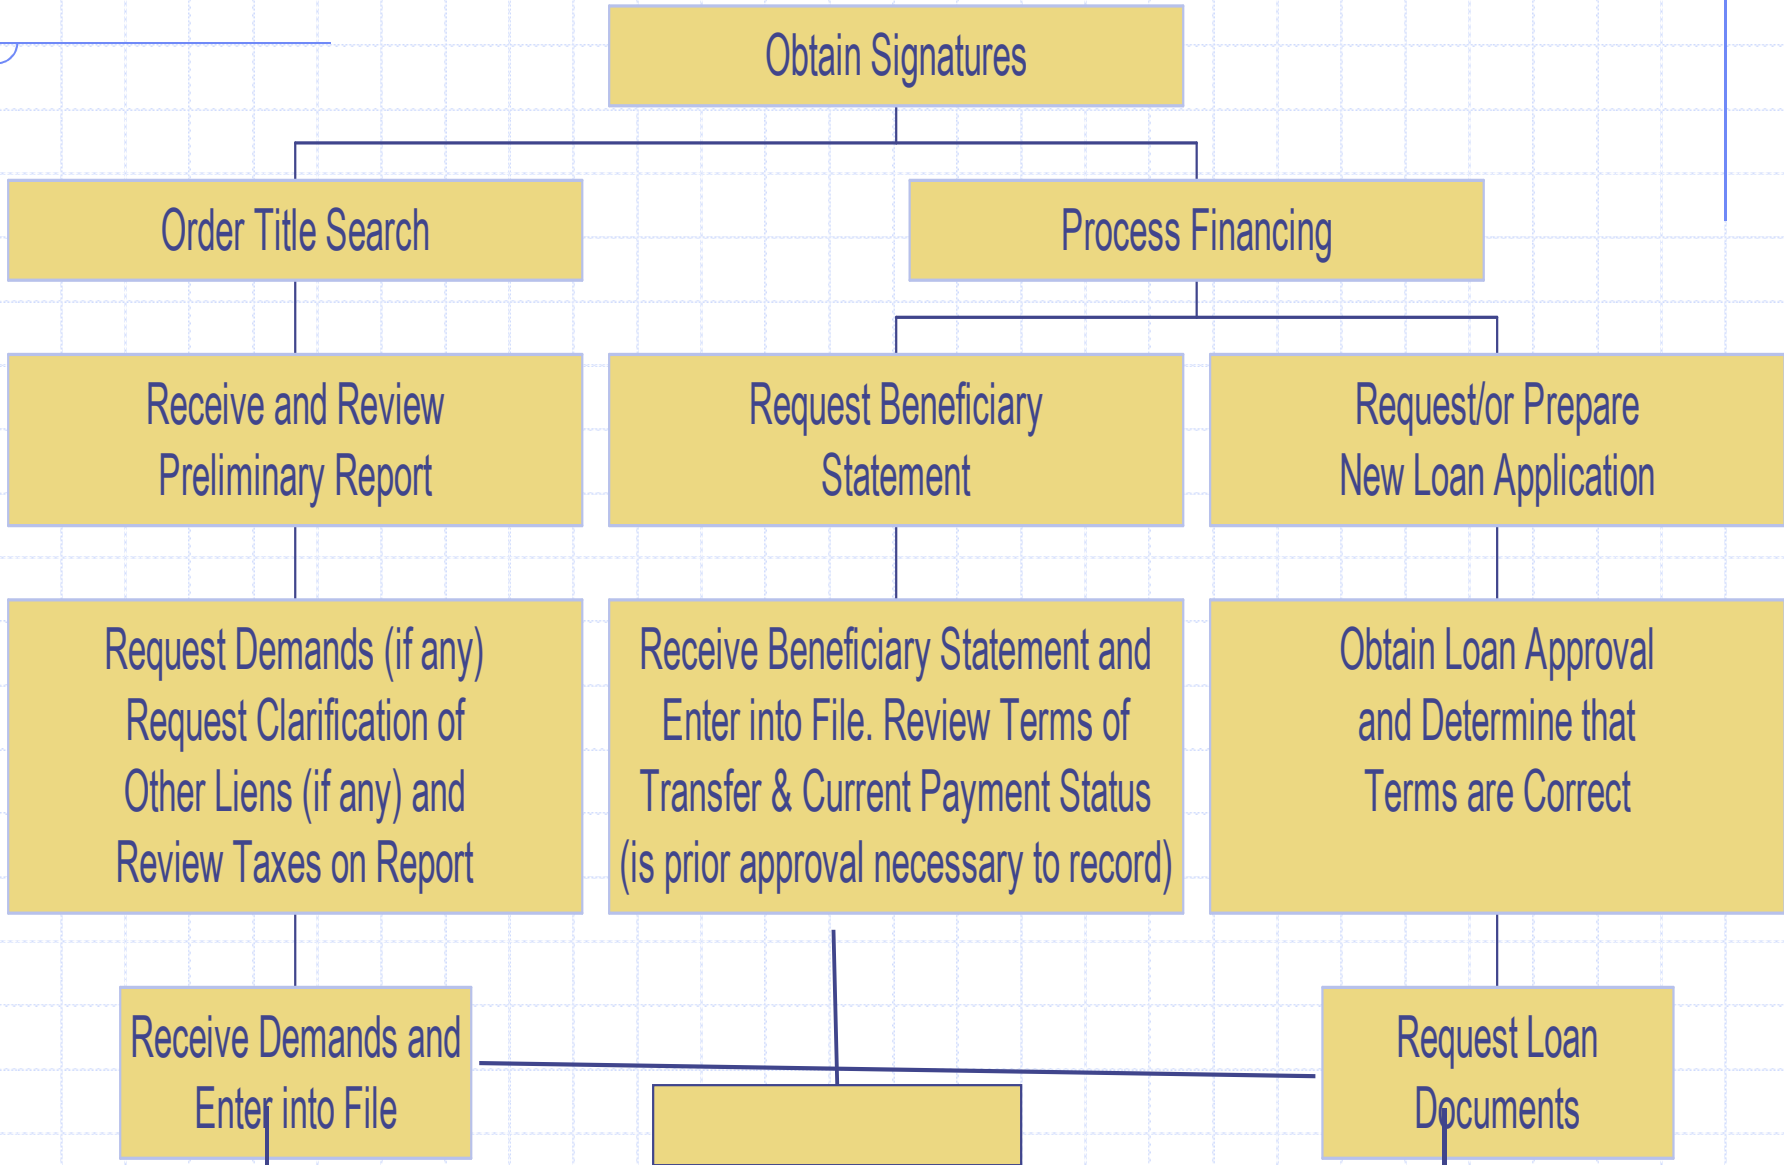 Obtain Signatures
Order Title Search
Process Financing
Receive and Review
Preliminary Report
Request Beneficiary
Statement
Request/or Prepare
New Loan Application
Request Demands (if any)
Request Clarification of
Other Liens (if any) and
Review Taxes on Report
Receive Beneficiary Statement and
Enter into File. Review Terms of
Transfer & Current Payment Status
(is prior approval necessary to record)
Obtain Loan Approval
and Determine that
Terms are Correct
Receive Demands and
Enter into File
Request Loan
Documents